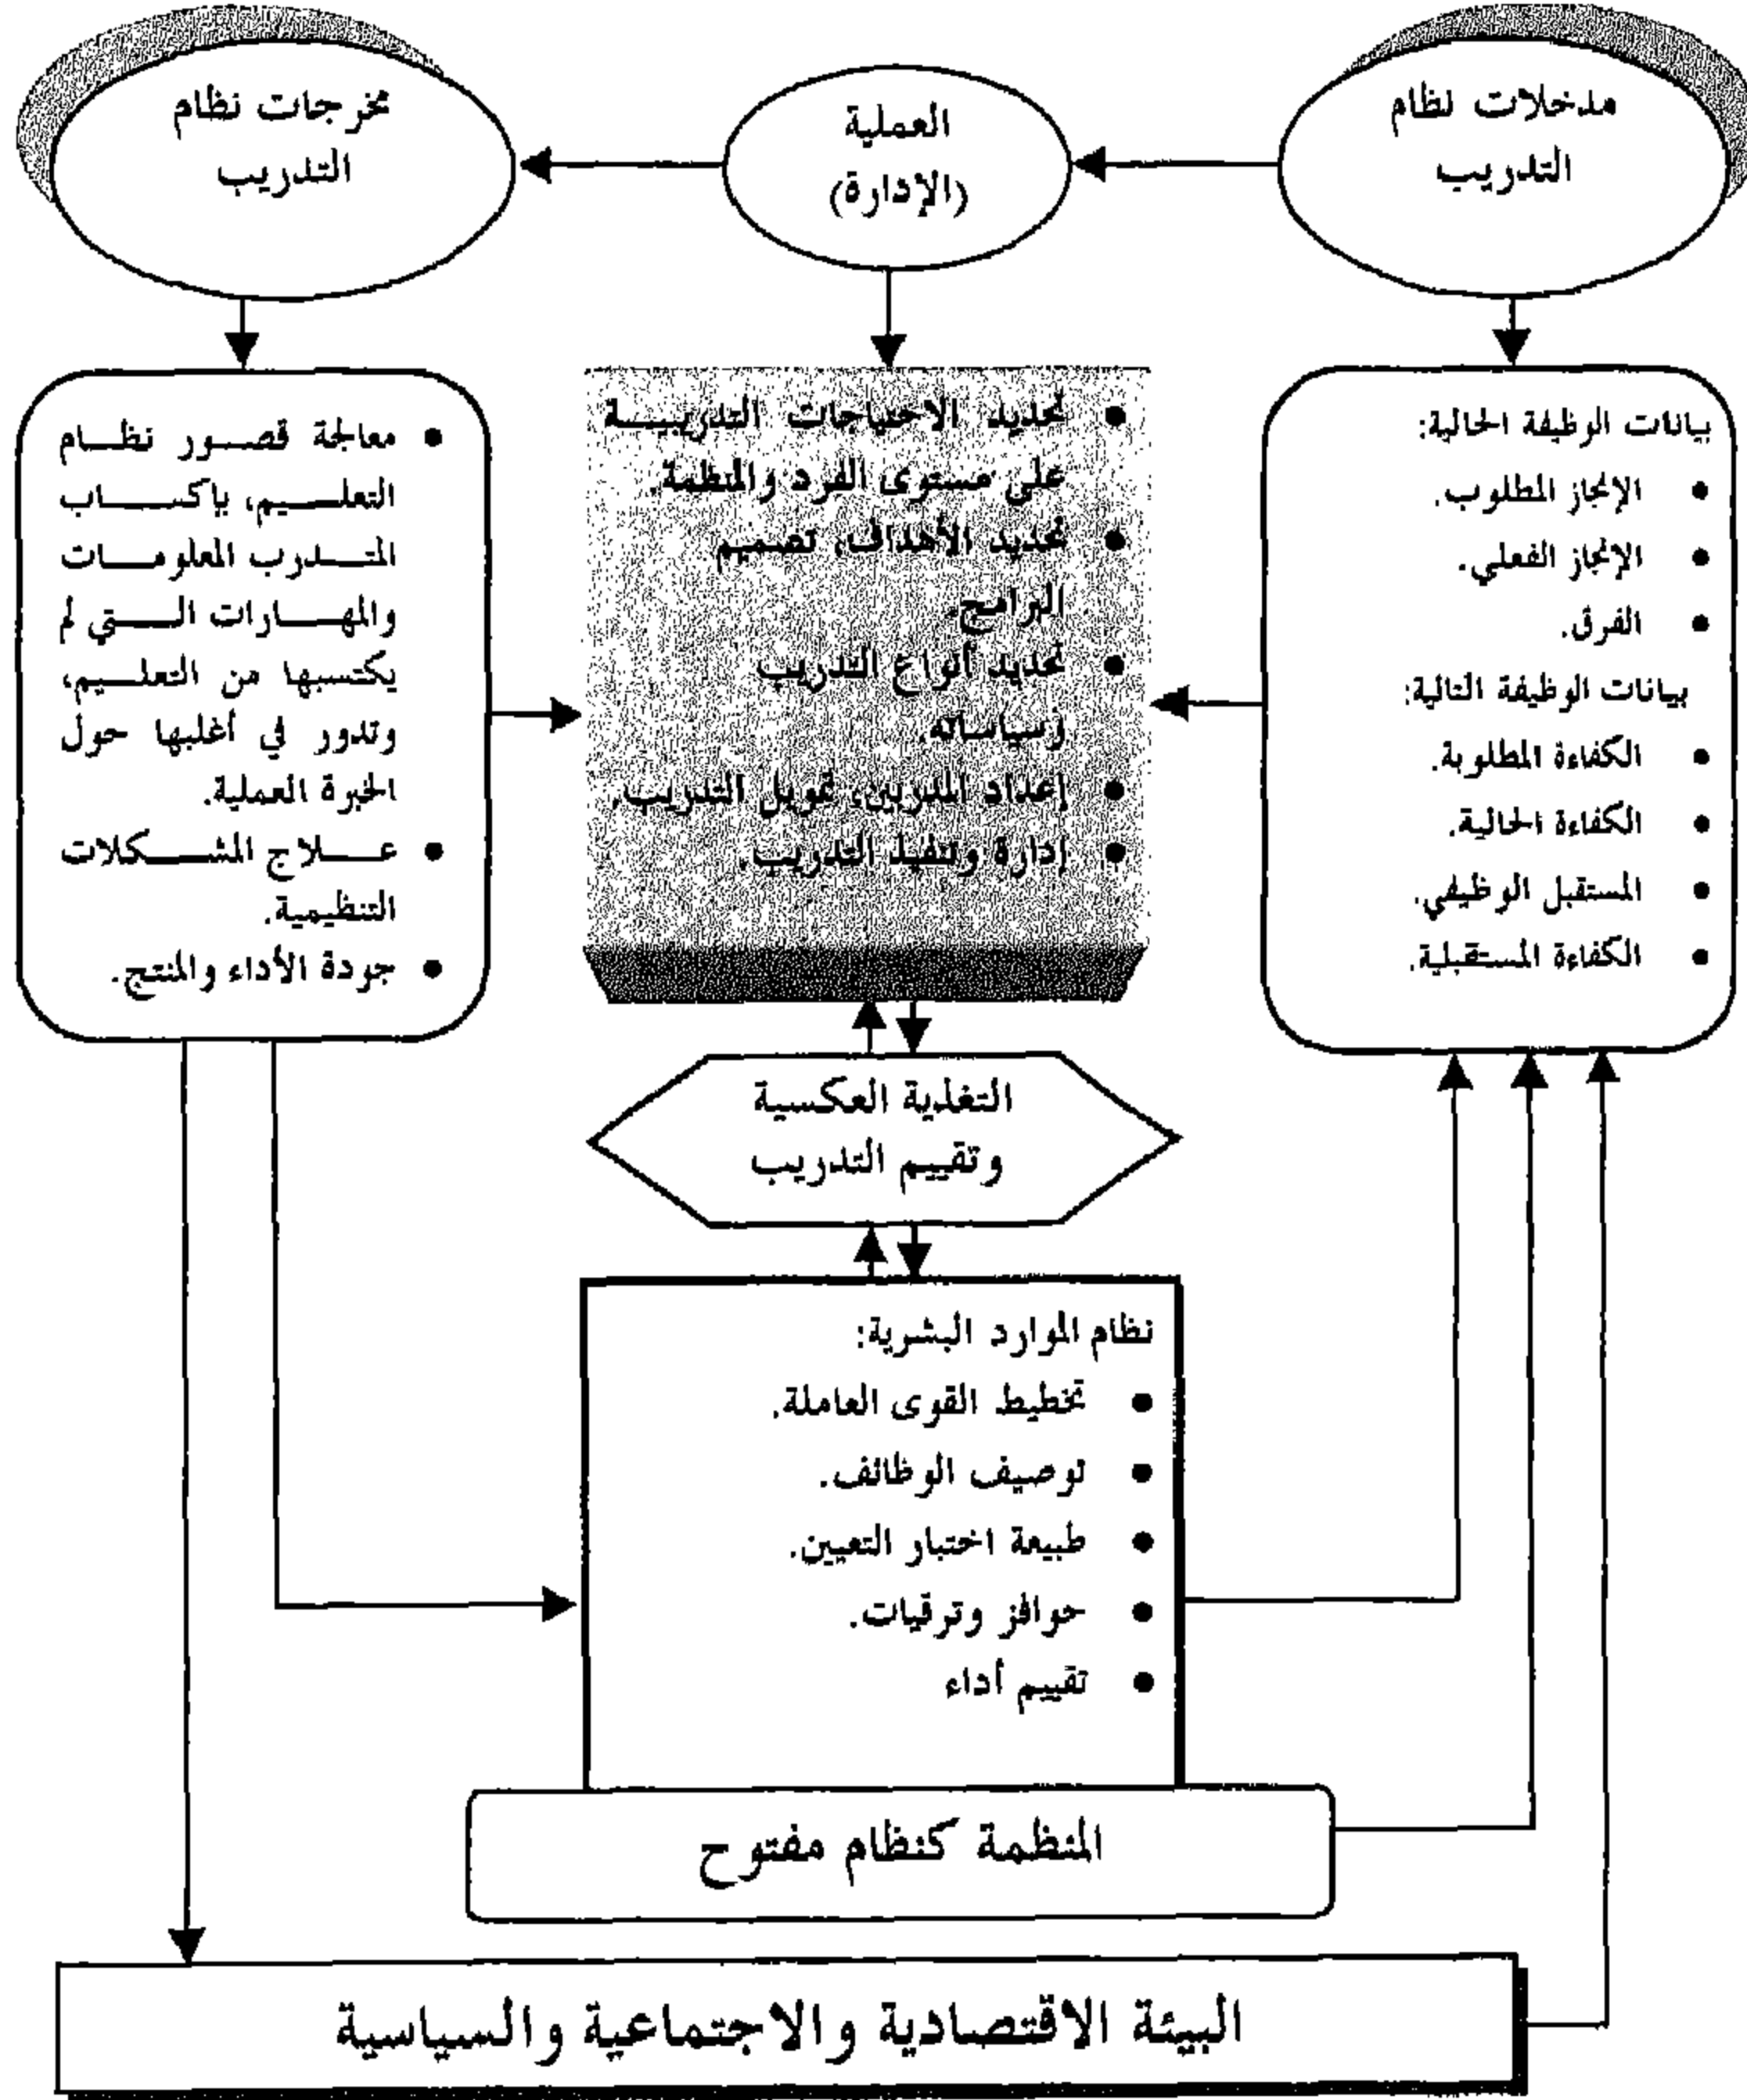 مدخلات نظام
التدريب
العملية
(الإدارة)
مخرجات نظام
التدريب
بيانات الوظيفة الحالية:
• الإنجاز المطلوب.
• الإنجاز الفعلي.
• الفرق.
بيانات الوظيفة التالية:
• الكفاءة المطلوبة.
• الكفاءة الحالية.
• المستقبل الوظيفي.
• الكفاءة المستقبلية.
• تحديد الاحتياجات التدريبية
على مستوى الفرد والمنظمة.
• تحديد الأهداف، تصميم
البرامج.
• تحديد أنواع التدريب
وسياساته.
• إعداد المدربين، تمويل التدريب.
• إدارة وتنفيذ التدريب.
• معالجة قصور نظام
التعليم، بإكساب
المتدرب المعلومات
والمهارات التي لم
يكتسبها من التعليم،
وتدور في أغلبها حول
الخبرة العملية.
• علاج المشكلات
التنظيمية.
• جودة الأداء والمنتج.
التغذية العكسية
وتقييم التدريب
نظام الموارد البشرية:
• تخطيط القوى العاملة.
• توصيف الوظائف.
• طبيعة اختبار التعيين.
• حوافز وترقيات.
• تقييم أداء
المنظمة كنظام مفتوح
البيئة الاقتصادية والاجتماعية والسياسية